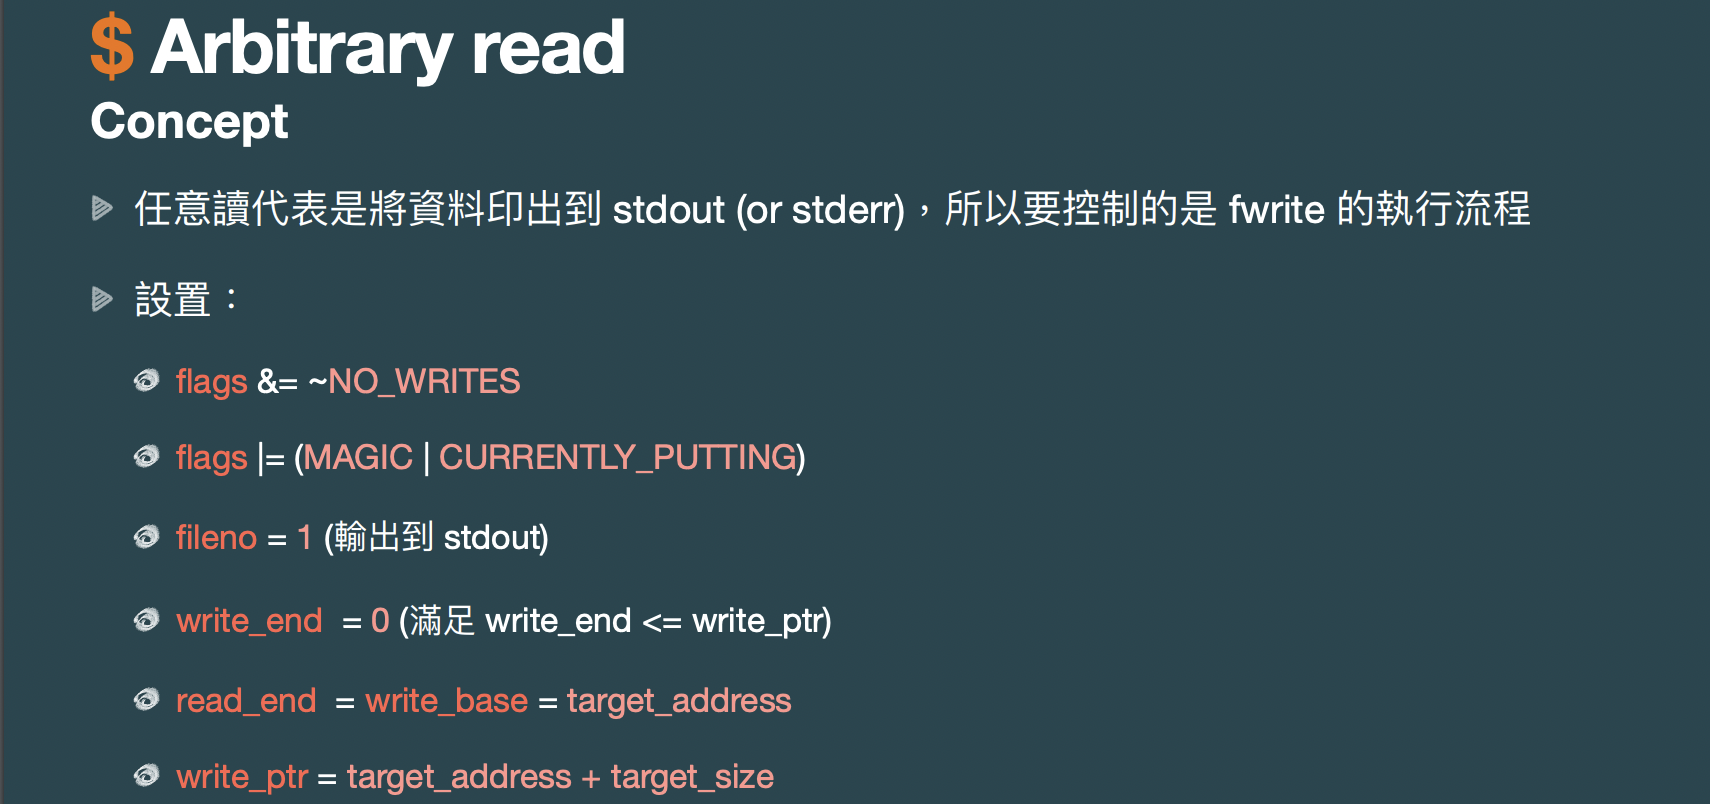 $ Arbitrary read
Concept
任意讀代表是將資料印出到 stdout (or stderr)，所以要控制的是 fwrite 的執行流程
設置：
flags &= ~NO_WRITES
flags |= (MAGIC | CURRENTLY_PUTTING)
fileno = 1 (輸出到 stdout)
write_end = 0 (滿足 write_end <= write_ptr)
read_end = write_base = target_address
write_ptr = target_address + target_size